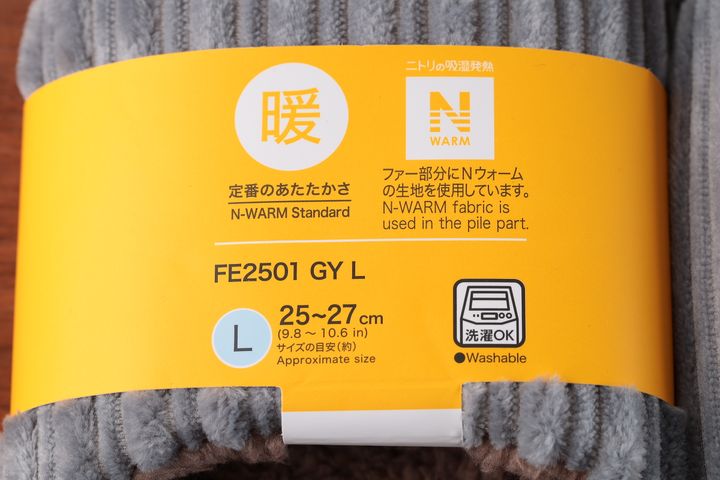 暖
定番のあたたかさ
N-WARM Standard
ニトリの吸湿発熱
N
WARM
ファー部分にNウォーム
の生地を使用しています。
N-WARM fabric is
used in the pile part.
FE2501 GY L
L
25~27cm
(9.8 ~ 10.6 in)
サイズの目安(約)
Approximate size
洗濯OK
●Washable